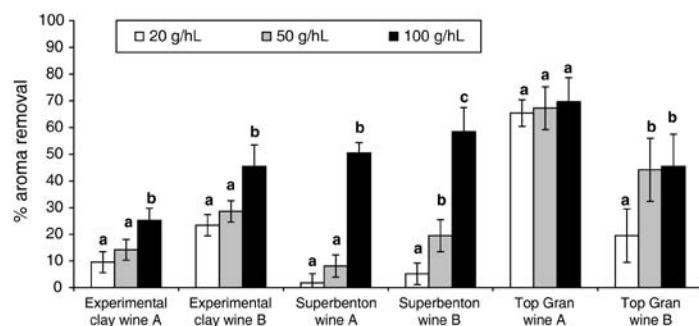 100
90
80
70
60
50
40
30
20
10
0
% aroma removal
20 g/hL 50 g/hL 100 g/hL
a a b
a a b
a a b
a b c
a a a
a b b
Experimental clay wine A
Experimental clay wine B
Superbenton wine A
Superbenton wine B
Top Gran wine A
Top Gran wine B